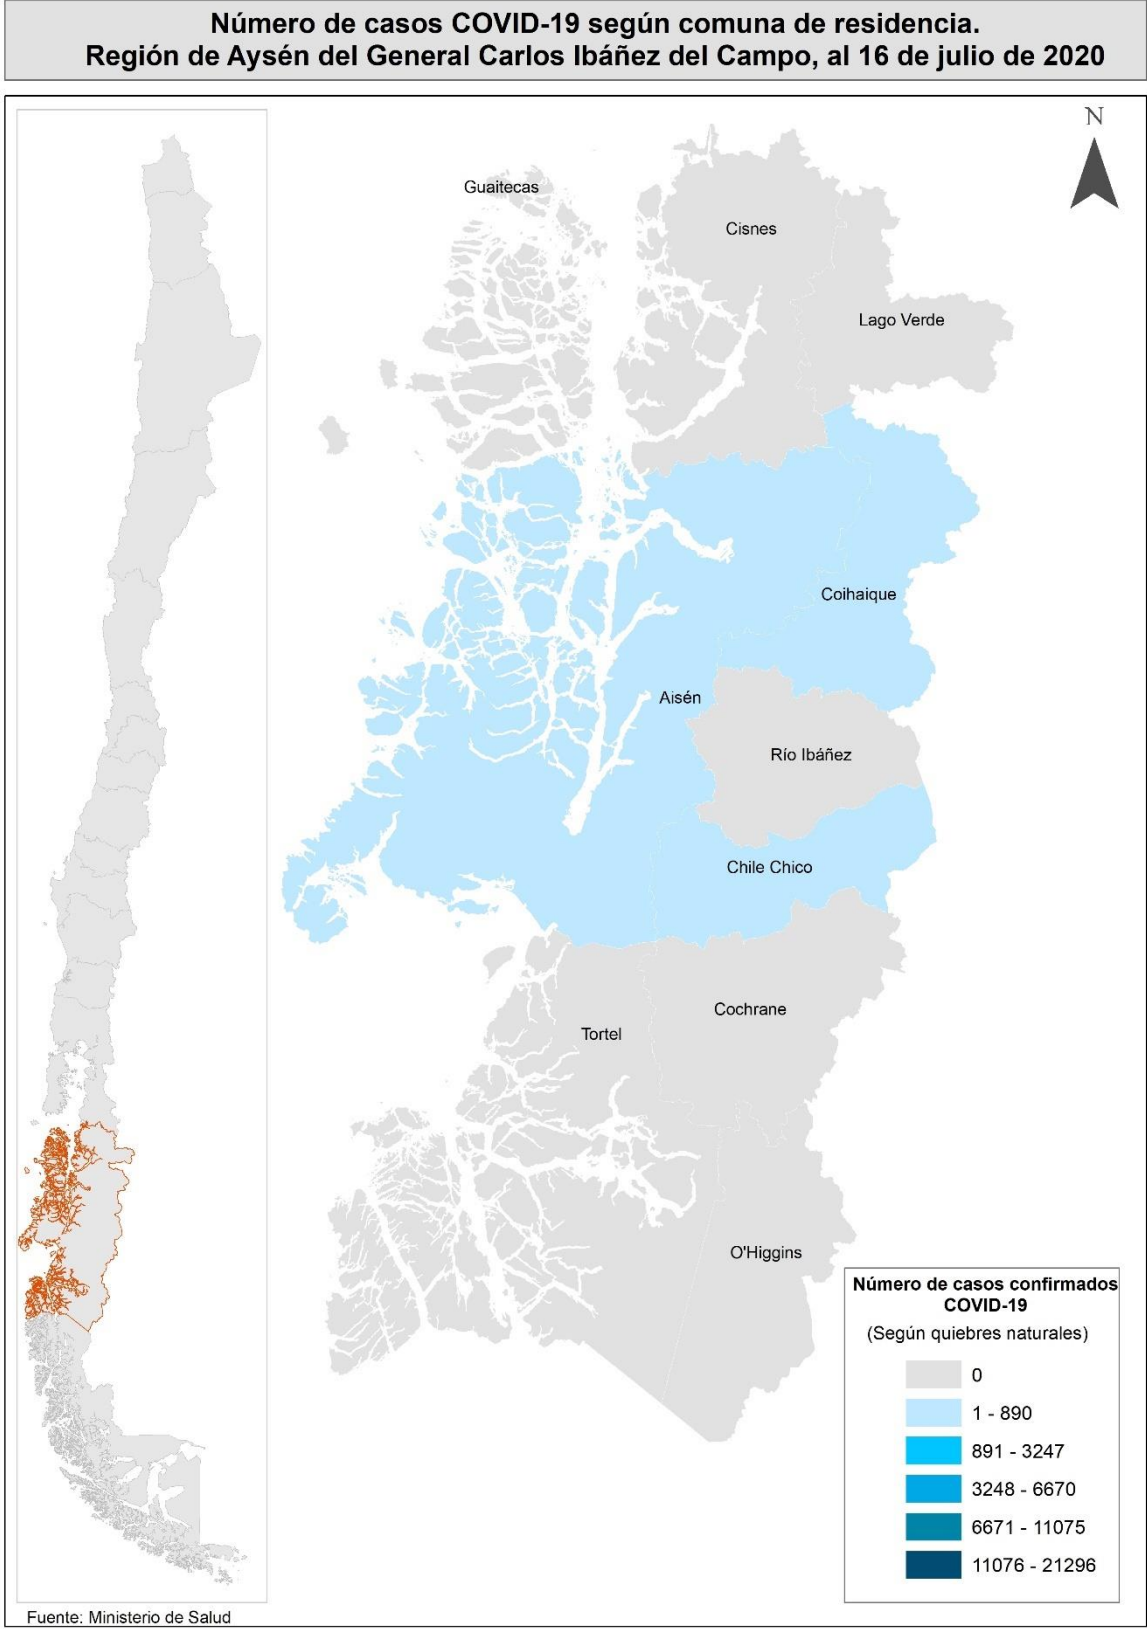 Número de casos COVID-19 según comuna de residencia.
Región de Aysén del General Carlos Ibáñez del Campo, al 16 de julio de 2020
N
Guaitecas
Cisnes
Lago Verde
Coihaique
Aisén
Río Ibáñez
Chile Chico
Cochrane
Tortel
O'Higgins
Número de casos confirmados
COVID-19
(Según quiebres naturales)
0
1 - 890
891 - 3247
3248 - 6670
6671 - 11075
11076 - 21296
Fuente: Ministerio de Salud